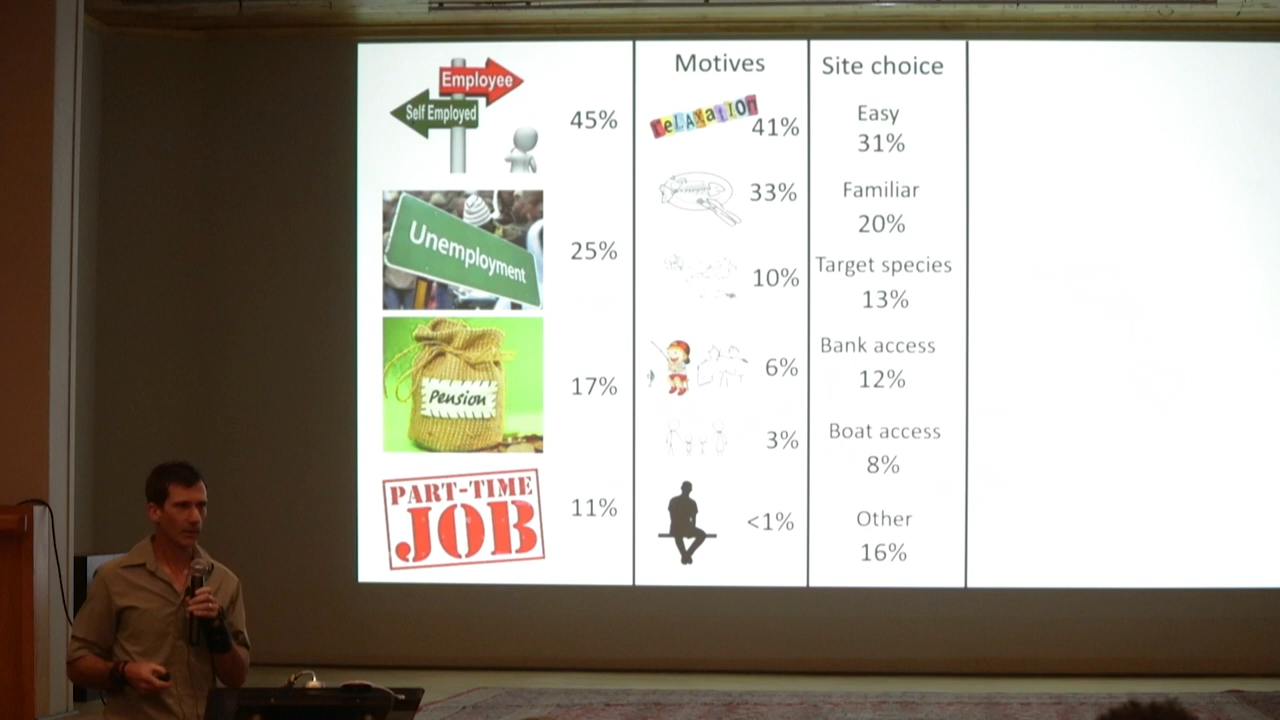 Employee
Self Employed
45%
Unemployment
25%
Pension
17%
PART-TIME
JOB
11%
Motives
relaxation
41%
33%
10%
6%
3%
<1%
Site choice
Easy
31%
Familiar
20%
Target species
13%
Bank access
12%
Boat access
8%
Other
16%